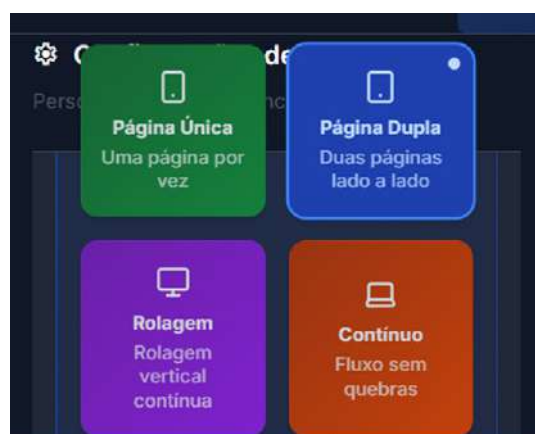 Página Única
Uma página por
vez
Página Dupla
Duas páginas
lado a lado
Rolagem
Rolagem
vertical
contínua
Contínuo
Fluxo sem
quebras